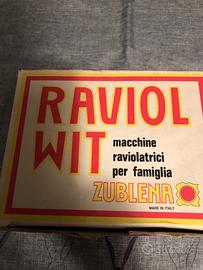 RAVIOL
WIT
macchine
raviolatrici
per famiglia
ZUBLENA
MADE IN ITALY